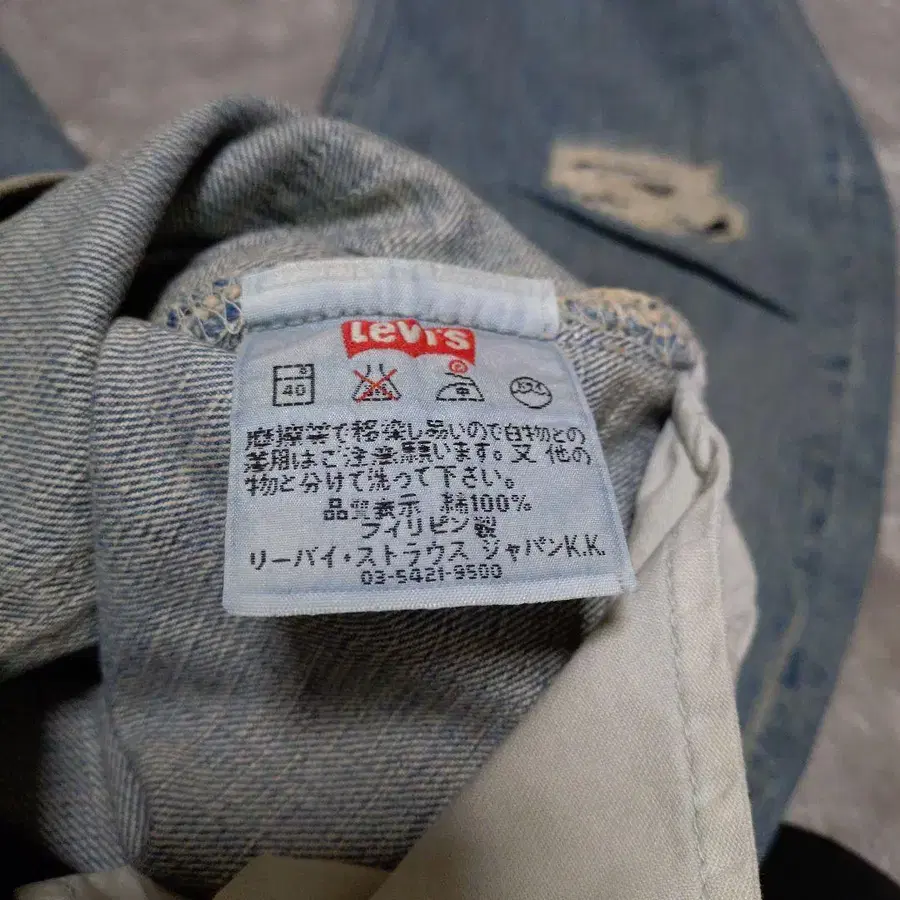 Levi's
40
摩擦等で移染し易いので白物との
着用はご注意願います。又 他の
物と分けて洗って下さい。
品質表示 綿100%
フィリピン製
リーバイ・ストラウス ジャパンK.K.
03-5421-9500